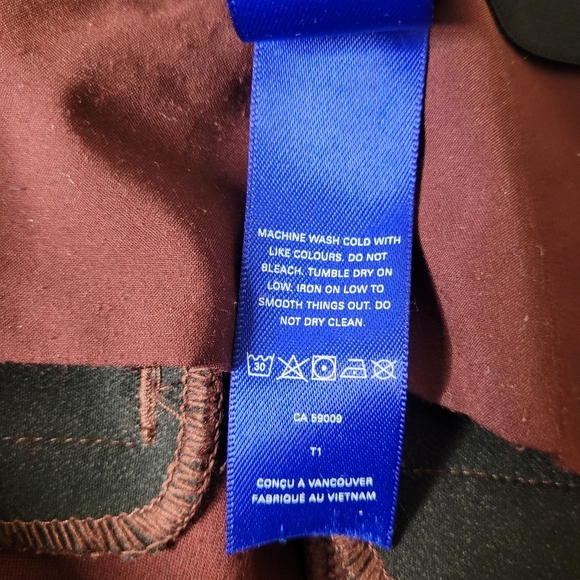 MACHINE WASH COLD WITH
LIKE COLOURS. DO NOT
BLEACH. TUMBLE DRY ON
LOW. IRON ON LOW TO
SMOOTH THINGS OUT. DO
NOT DRY CLEAN.
30
CA 59009
T1
CONÇU À VANCOUVER
FABRIQUÉ AU VIETNAM